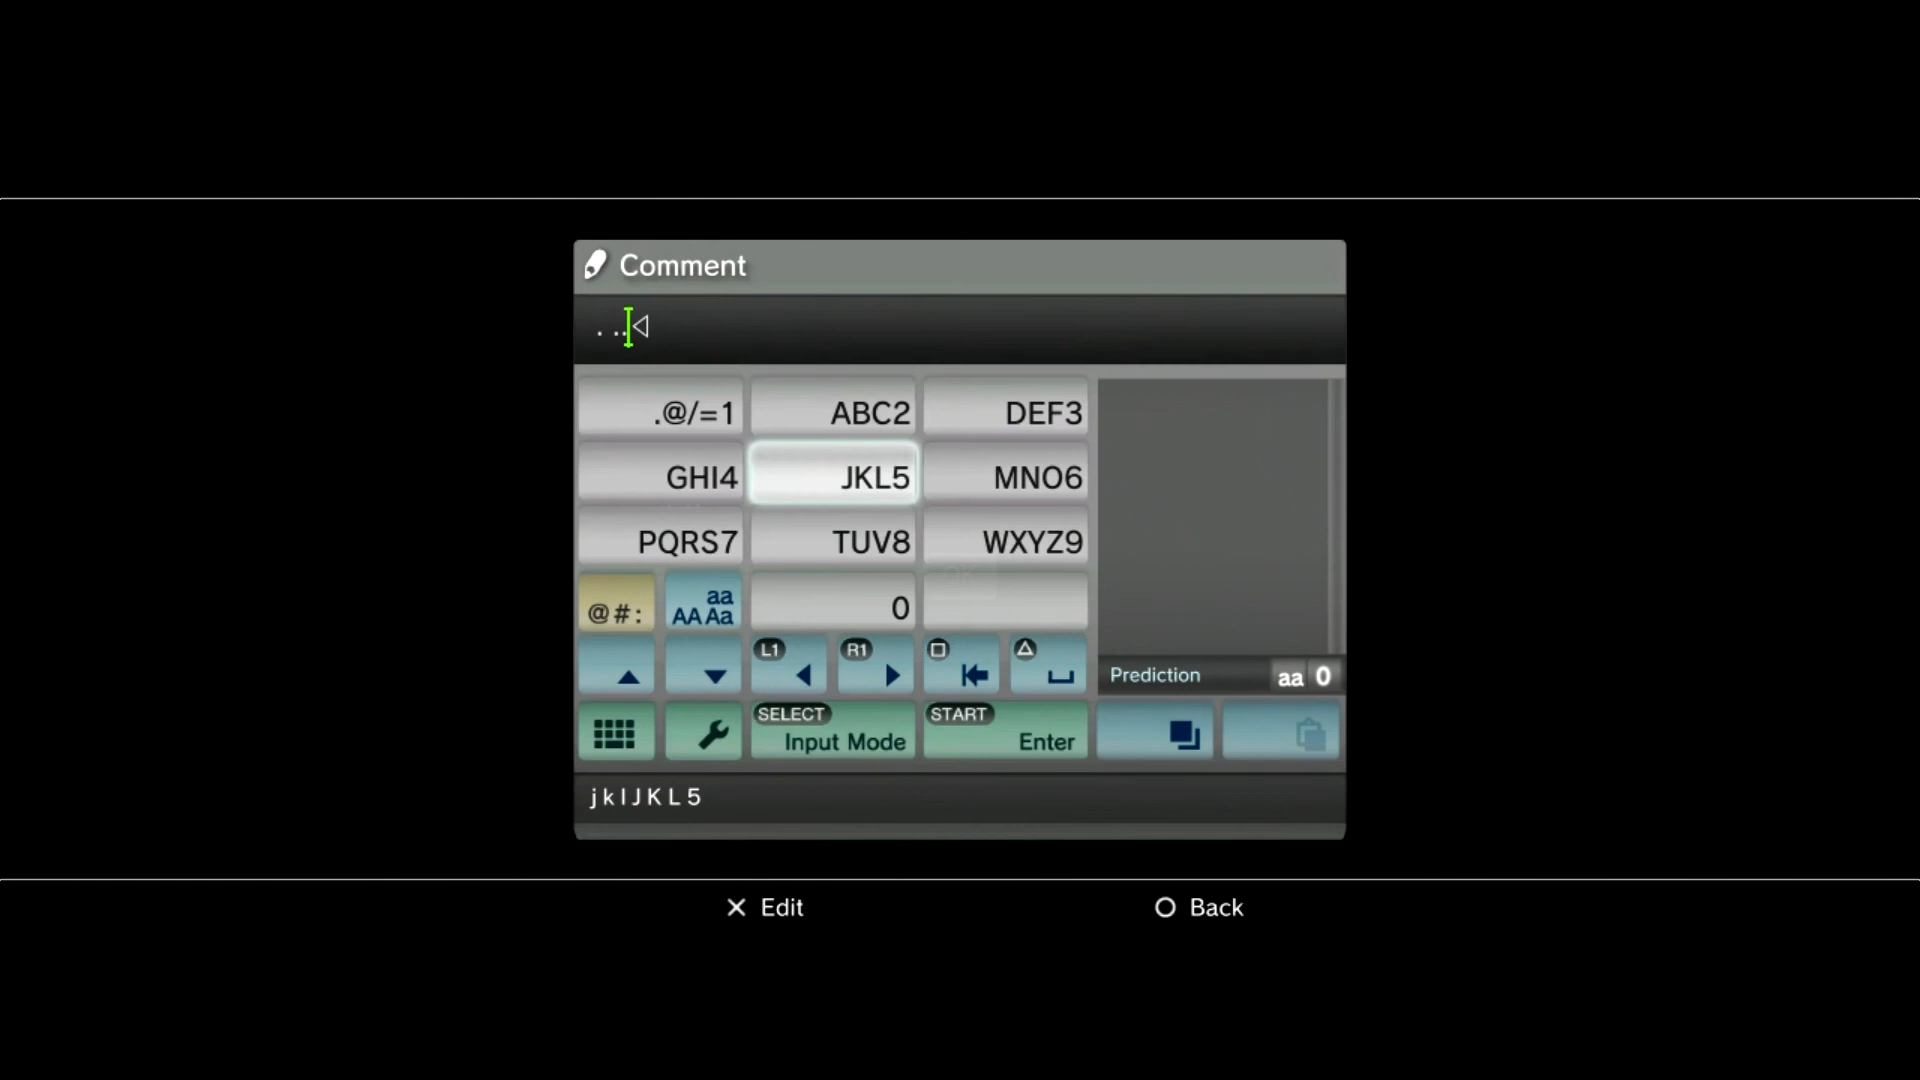 Comment
. ..
.@/=1 ABC2 DEF3
GHI4 JKL5 MNO6
PQRS7 TUV8 WXYZ9
@#: aa AA Aa 0
L1 R1
Prediction aa 0
SELECT Input Mode START Enter
jklJKL5
Edit Back